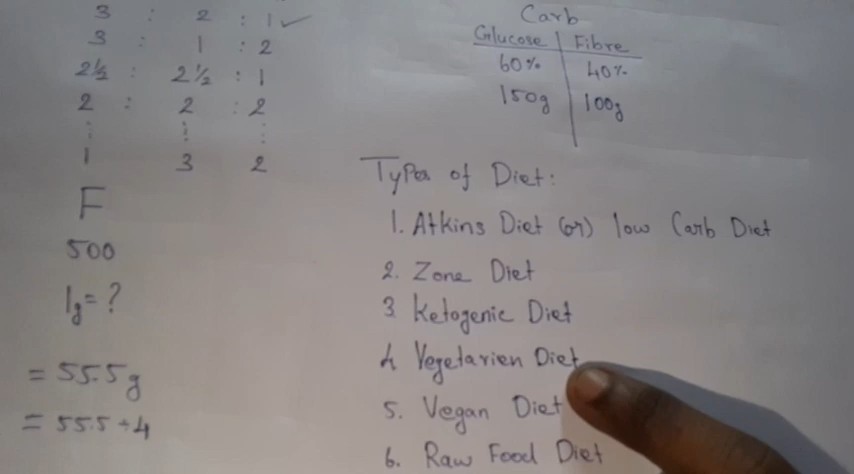 3 : 2 : 1 ✓
3 : 1 : 2
2½ : 2½ : 1
2 : 2 : 2
⋮ ⋮ ⋮
1 3 2
F
500
1g = ?
= 55.5g
= 55.5 ÷ 4
Carb
Glucose | Fibre
60% | 40%
150g | 100g
Types of Diet:
1. Atkins Diet (or) low Carb Diet
2. Zone Diet
3. Ketogenic Diet
4. Vegetarien Diet
5. Vegan Diet
6. Raw Food Diet